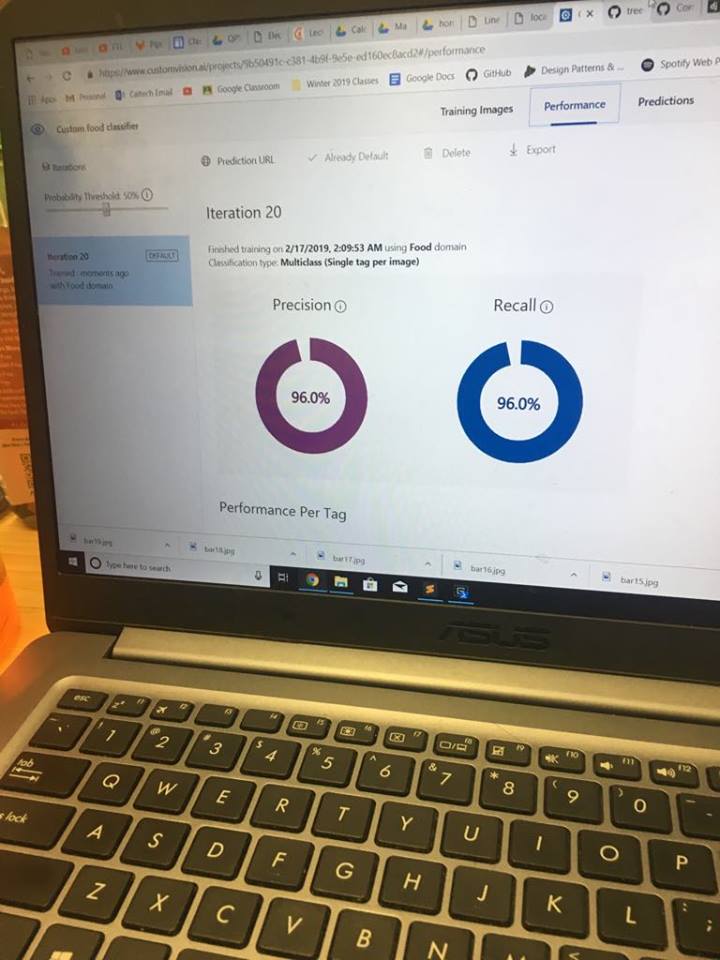 https://www.customvision.ai/projects/9b50491c-c381-4b9f-9e5e-ed160ec8acd2#/performance
Apps Personal Caltech Email Google Classroom Winter 2019 Classes Google Docs GitHub Design Patterns & ... Spotify Web P
Custom food classifier Training Images Performance Predictions
Iterations Prediction URL Already Default Delete Export
Probability Threshold: 50%
Iteration 20
Finished training on 2/17/2019, 2:09:53 AM using Food domain
Classification type: Multiclass (Single tag per image)
Iteration 20 DEFAULT
Trained : moments ago
with Food domain
Precision Recall
96.0% 96.0%
Performance Per Tag
bar19.jpg bar18.jpg bar17.jpg bar16.jpg bar15.jpg
Type here to search
ASUS
esc f1 f2 f3 f4 f5 f6 f7 f8 f9 f10 f11 f12
! 1 @ 2 # 3 $ 4 % 5 ^ 6 & 7 * 8 ( 9 ) 0
tab Q W E R T Y U I O P
s lock A S D F G H J K L
Z X C V B N